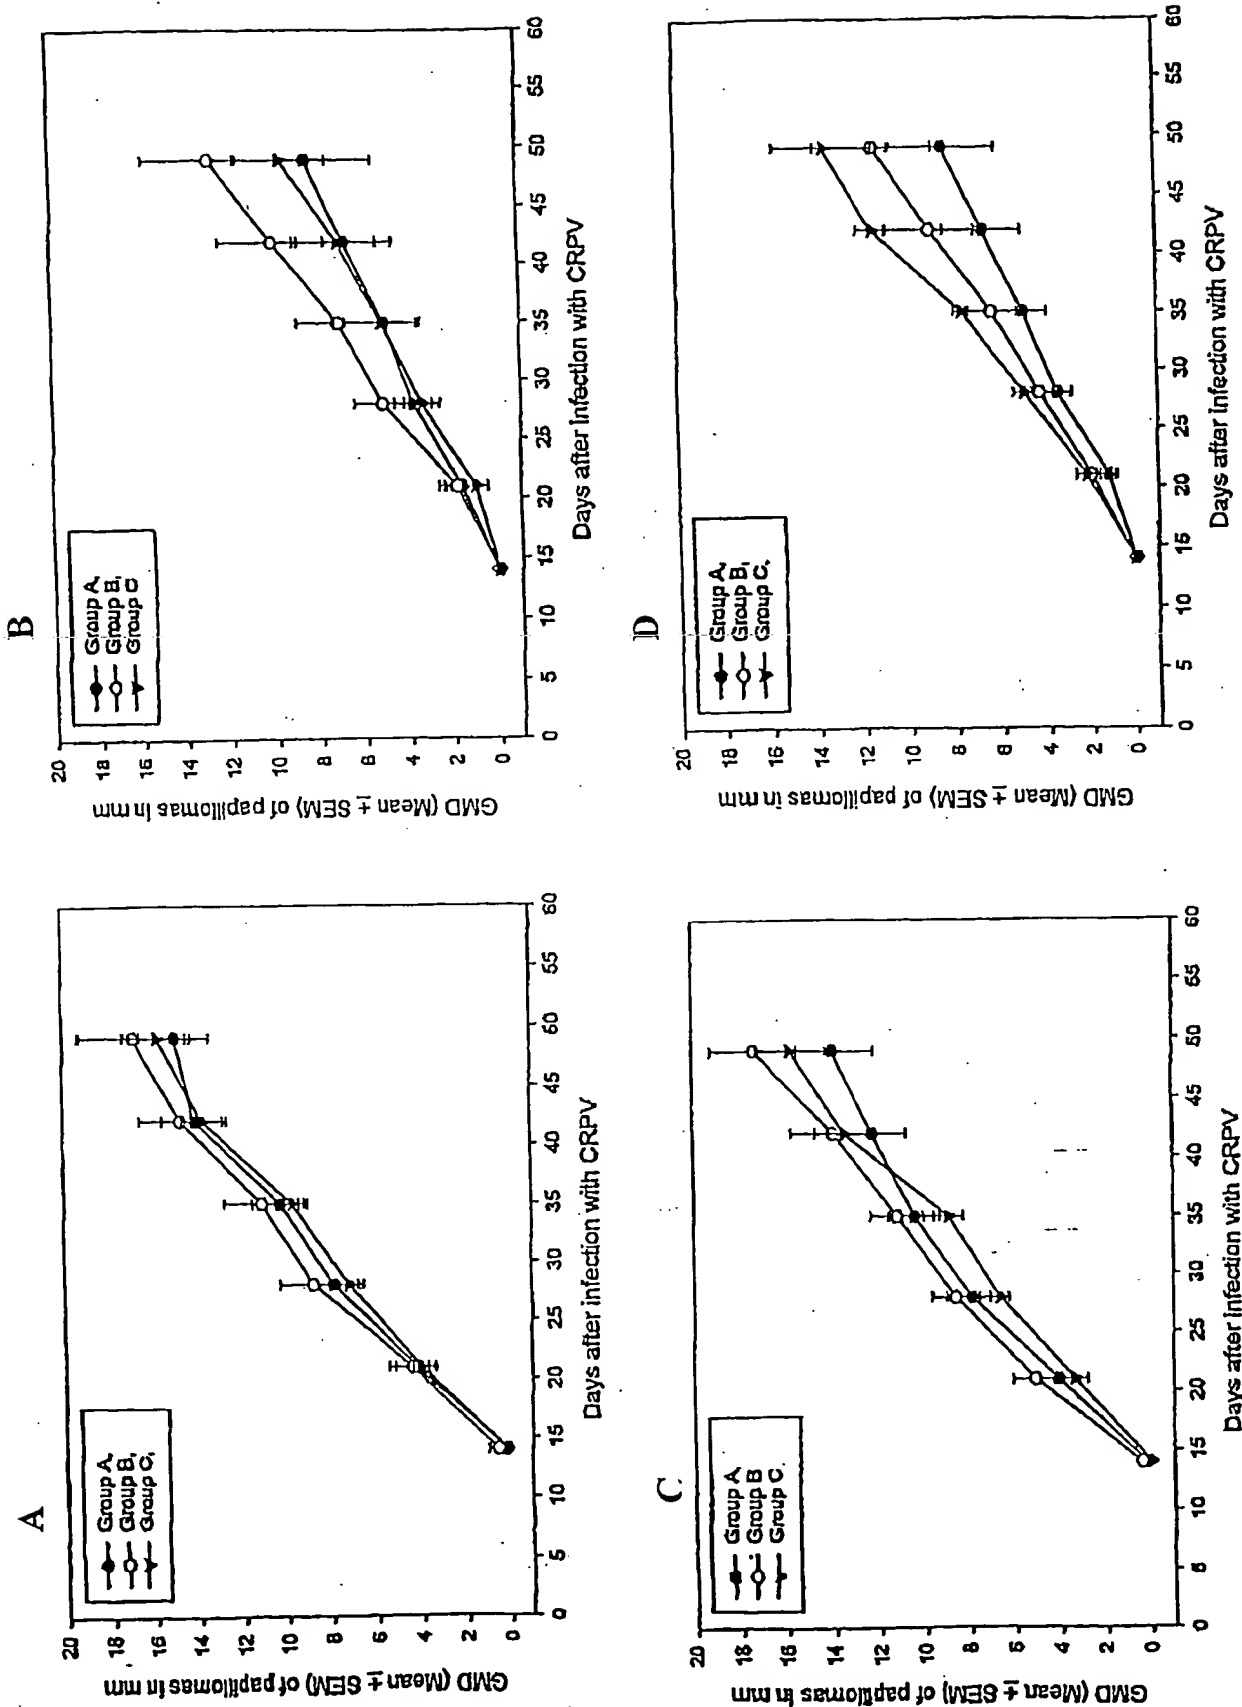 A
GMD (Mean ± SEM) of papillomas in mm
20
18
16
14
12
10
8
6
4
2
0
Group A,
Group B,
Group C,
0 5 10 15 20 25 30 35 40 45 50 55 60
Days after infection with CRPV
B
GMD (Mean ± SEM) of papillomas in mm
20
18
16
14
12
10
8
6
4
2
0
Group A,
Group B,
Group C
0 5 10 15 20 25 30 35 40 45 50 55 60
Days after infection with CRPV
C
GMD (Mean ± SEM) of papillomas in mm
20
18
16
14
12
10
8
6
4
2
0
Group A,
Group B
Group C.
0 5 10 15 20 25 30 35 40 45 50 55 60
Days after infection with CRPV
D
GMD (Mean ± SEM) of papillomas in mm
20
18
16
14
12
10
8
6
4
2
0
Group A,
Group B,
Group C,
0 5 10 15 20 25 30 35 40 45 50 55 60
Days after infection with CRPV